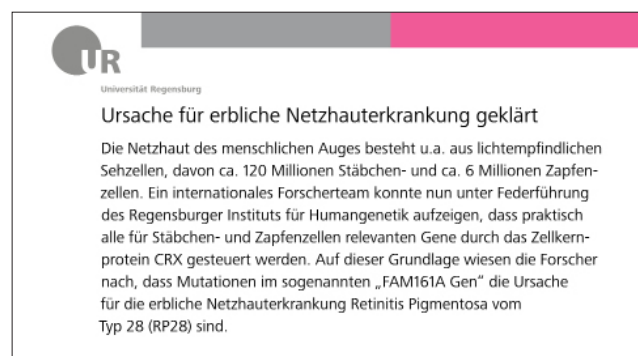 UR
Universität Regensburg
Ursache für erbliche Netzhauterkrankung geklärt
Die Netzhaut des menschlichen Auges besteht u.a. aus lichtempfindlichen
Sehzellen, davon ca. 120 Millionen Stäbchen- und ca. 6 Millionen Zapfen-
zellen. Ein internationales Forscherteam konnte nun unter Federführung
des Regensburger Instituts für Humangenetik aufzeigen, dass praktisch
alle für Stäbchen- und Zapfenzellen relevanten Gene durch das Zellkern-
protein CRX gesteuert werden. Auf dieser Grundlage wiesen die Forscher
nach, dass Mutationen im sogenannten „FAM161A Gen“ die Ursache
für die erbliche Netzhauterkrankung Retinitis Pigmentosa vom
Typ 28 (RP28) sind.